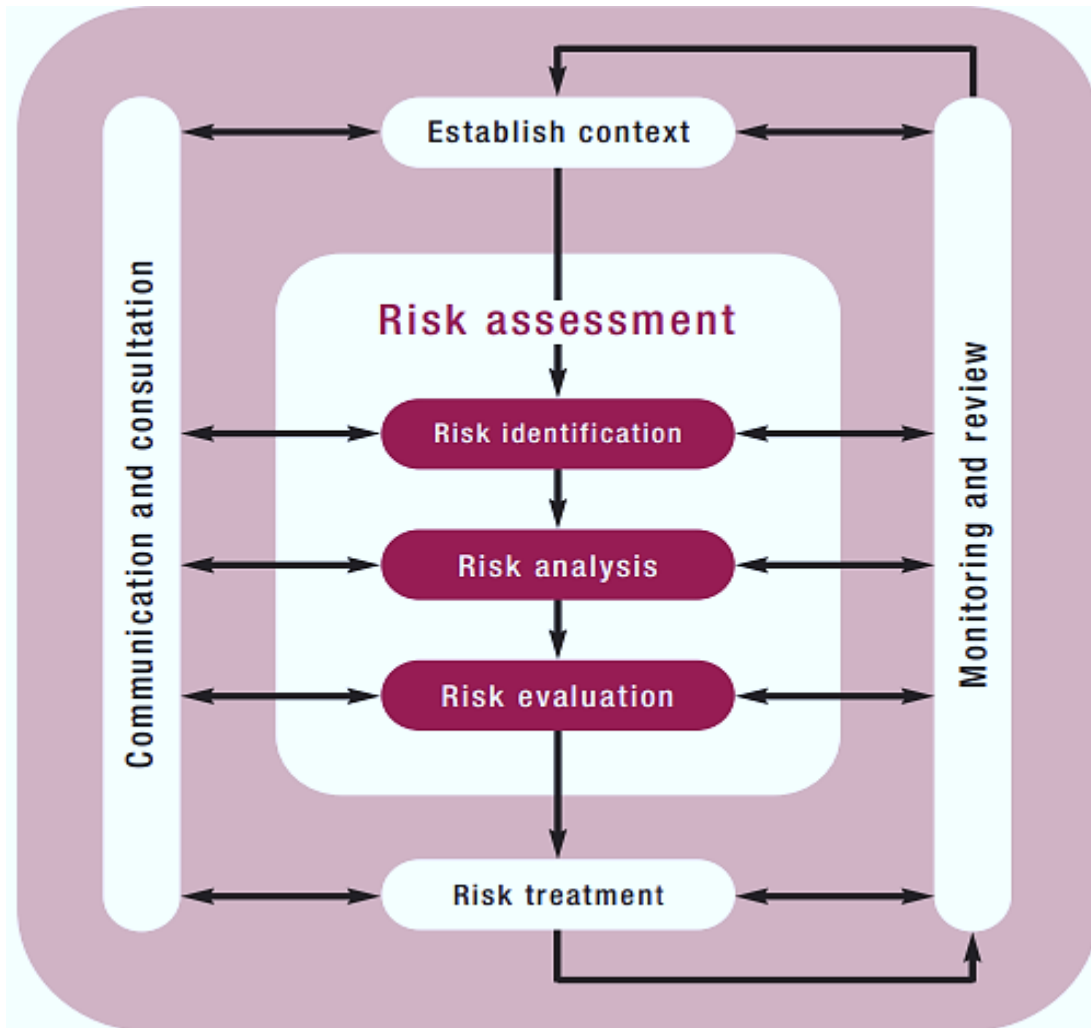 Establish context
Communication and consultation
Risk assessment
Monitoring and review
Risk identification
Risk analysis
Risk evaluation
Risk treatment